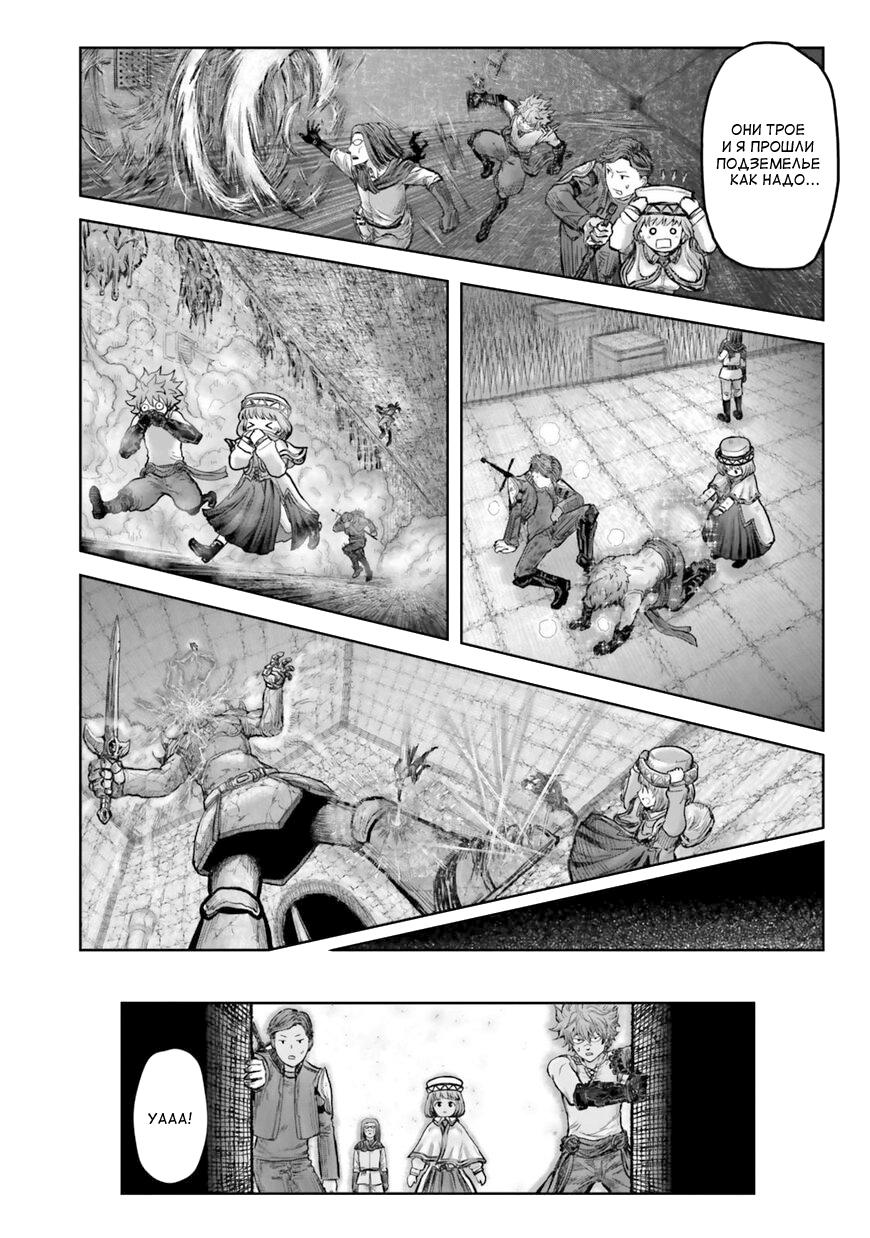 ОНИ ТРОЕ
И Я ПРОШЛИ
ПОДЗЕМЕЛЬЕ
КАК НАДО...
УААА!